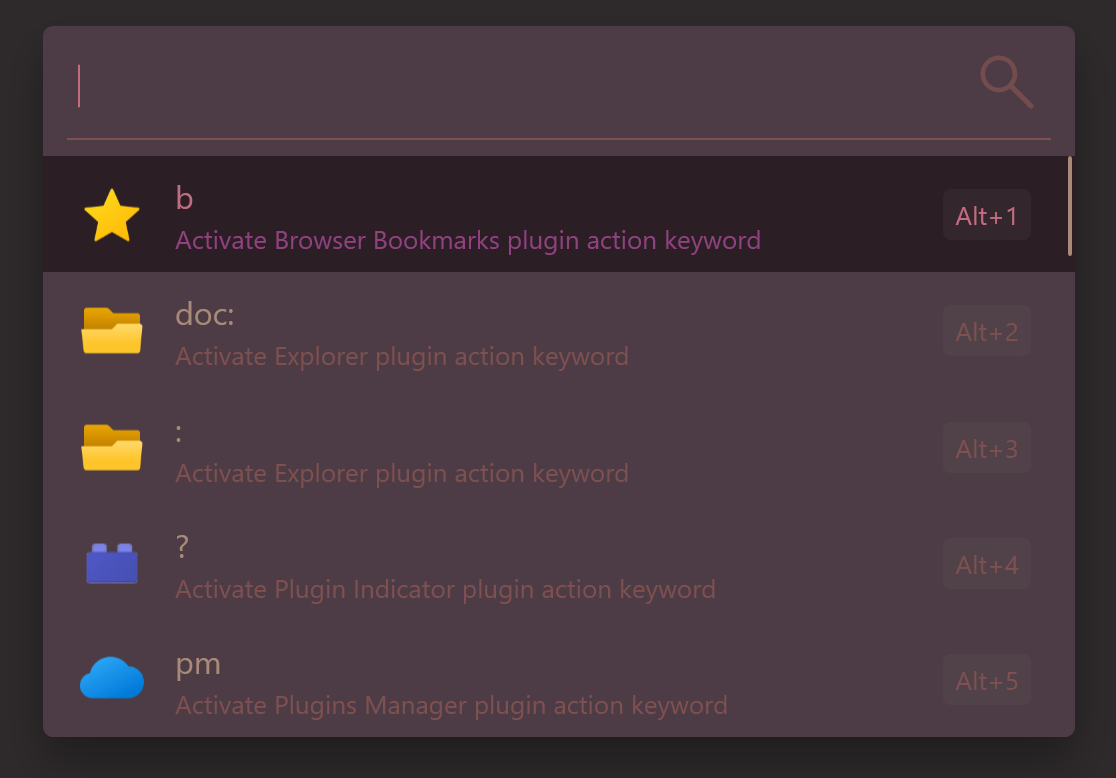 b
Activate Browser Bookmarks plugin action keyword
Alt+1
doc:
Activate Explorer plugin action keyword
Alt+2
:
Activate Explorer plugin action keyword
Alt+3
?
Activate Plugin Indicator plugin action keyword
Alt+4
pm
Activate Plugins Manager plugin action keyword
Alt+5